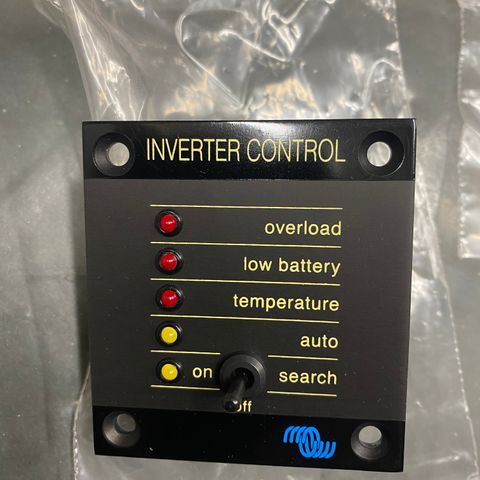 INVERTER CONTROL
overload
low battery
temperature
auto
on search
off